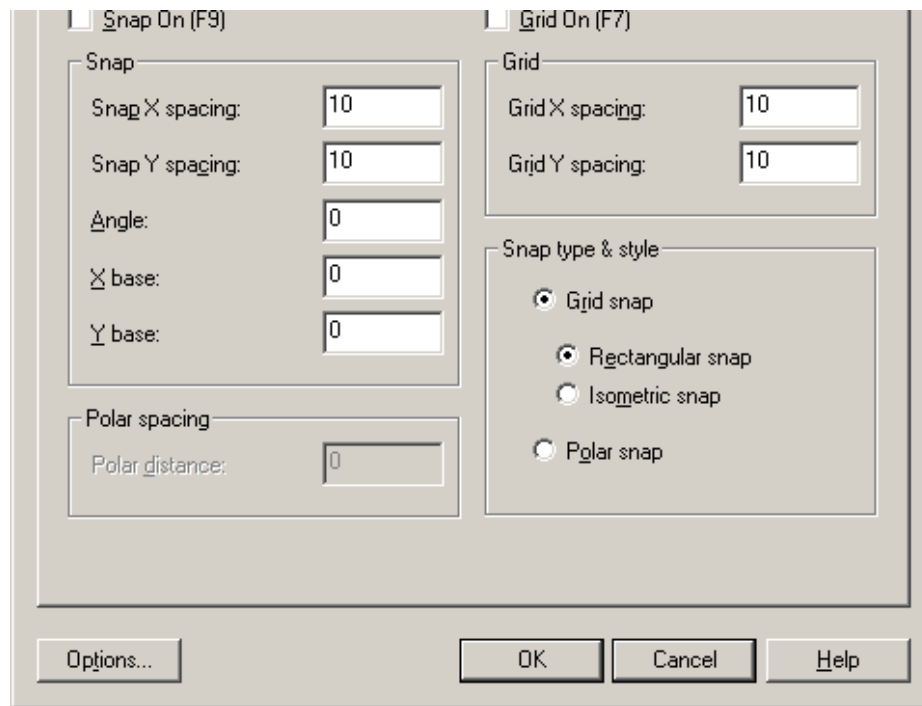 Snap On (F9)
Grid On (F7)
Snap
Snap X spacing: 10
Snap Y spacing: 10
Angle: 0
X base: 0
Y base: 0
Polar spacing
Polar distance: 0
Grid
Grid X spacing: 10
Grid Y spacing: 10
Snap type & style
Grid snap
Rectangular snap
Isometric snap
Polar snap
Options...
OK
Cancel
Help